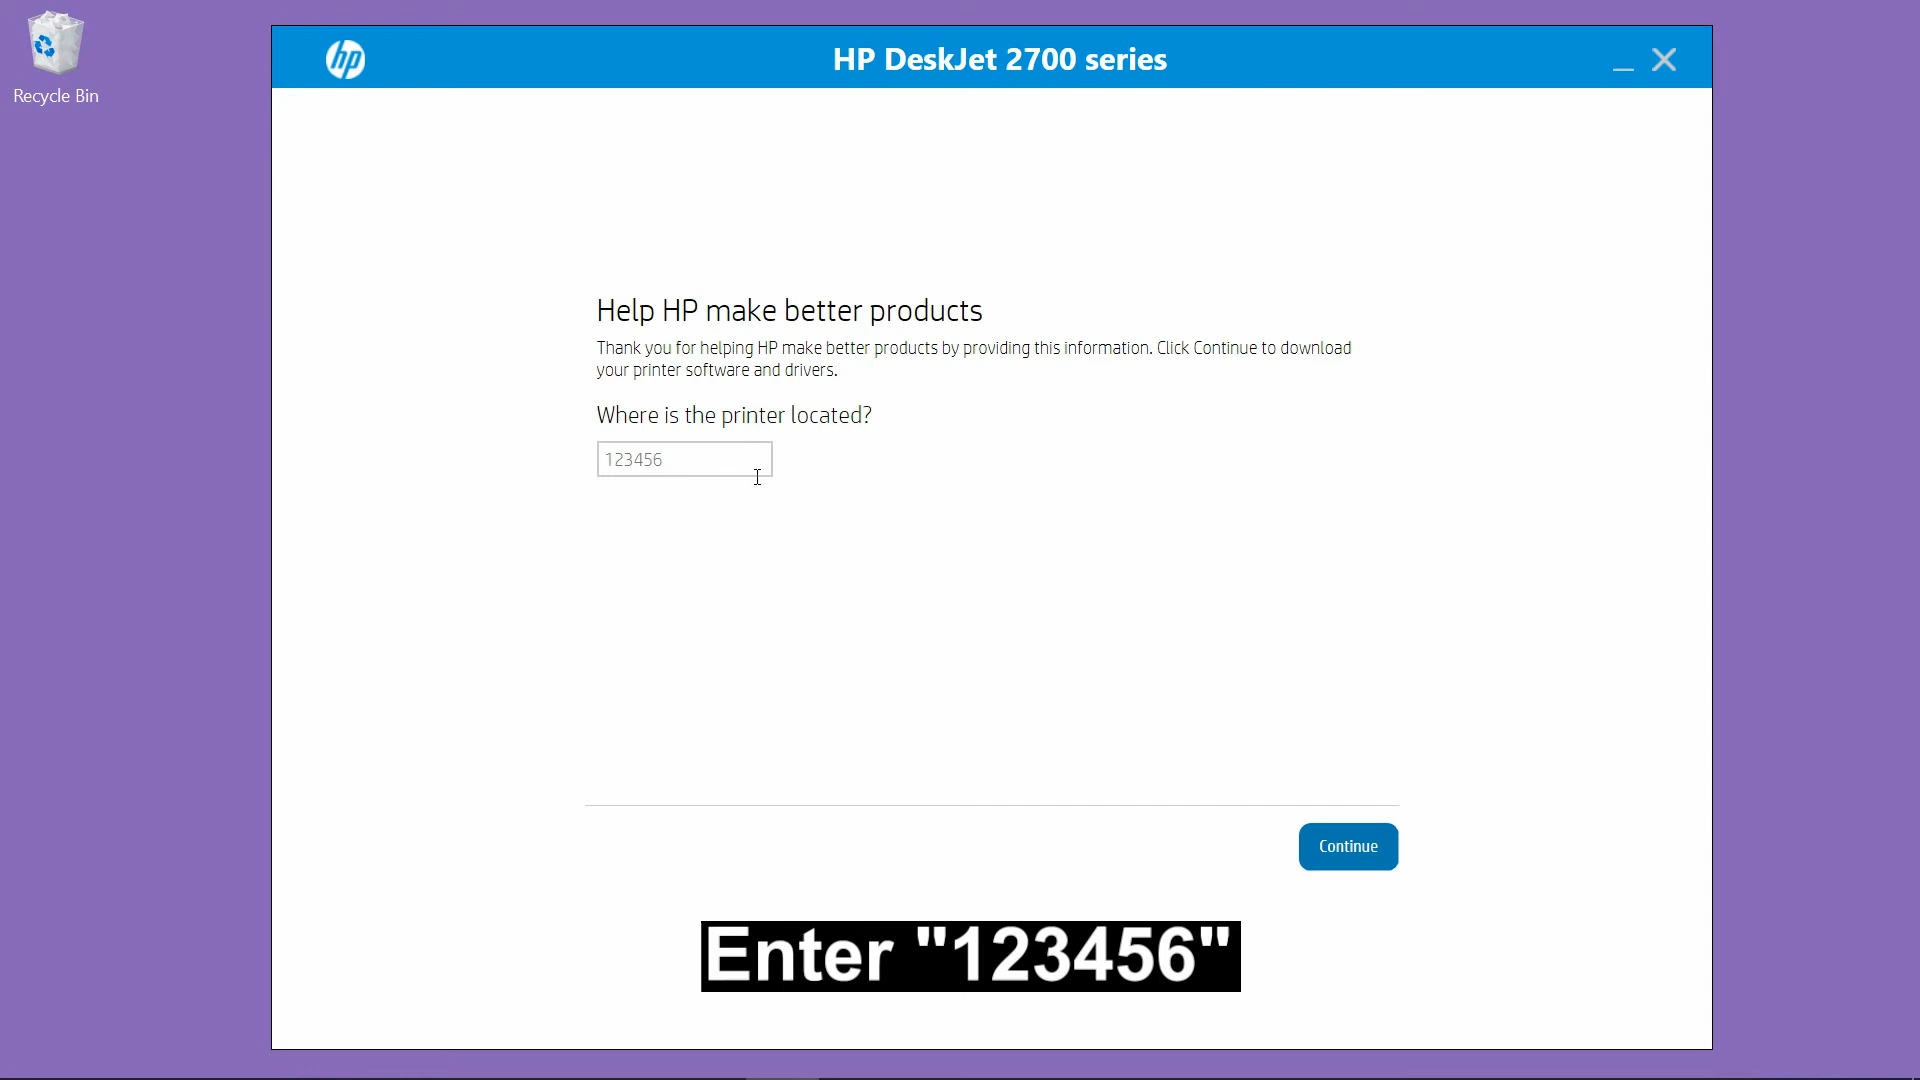 Recycle Bin
hp
HP DeskJet 2700 series
Help HP make better products
Thank you for helping HP make better products by providing this information. Click Continue to download
your printer software and drivers.
Where is the printer located?
123456
Continue
Enter "123456"